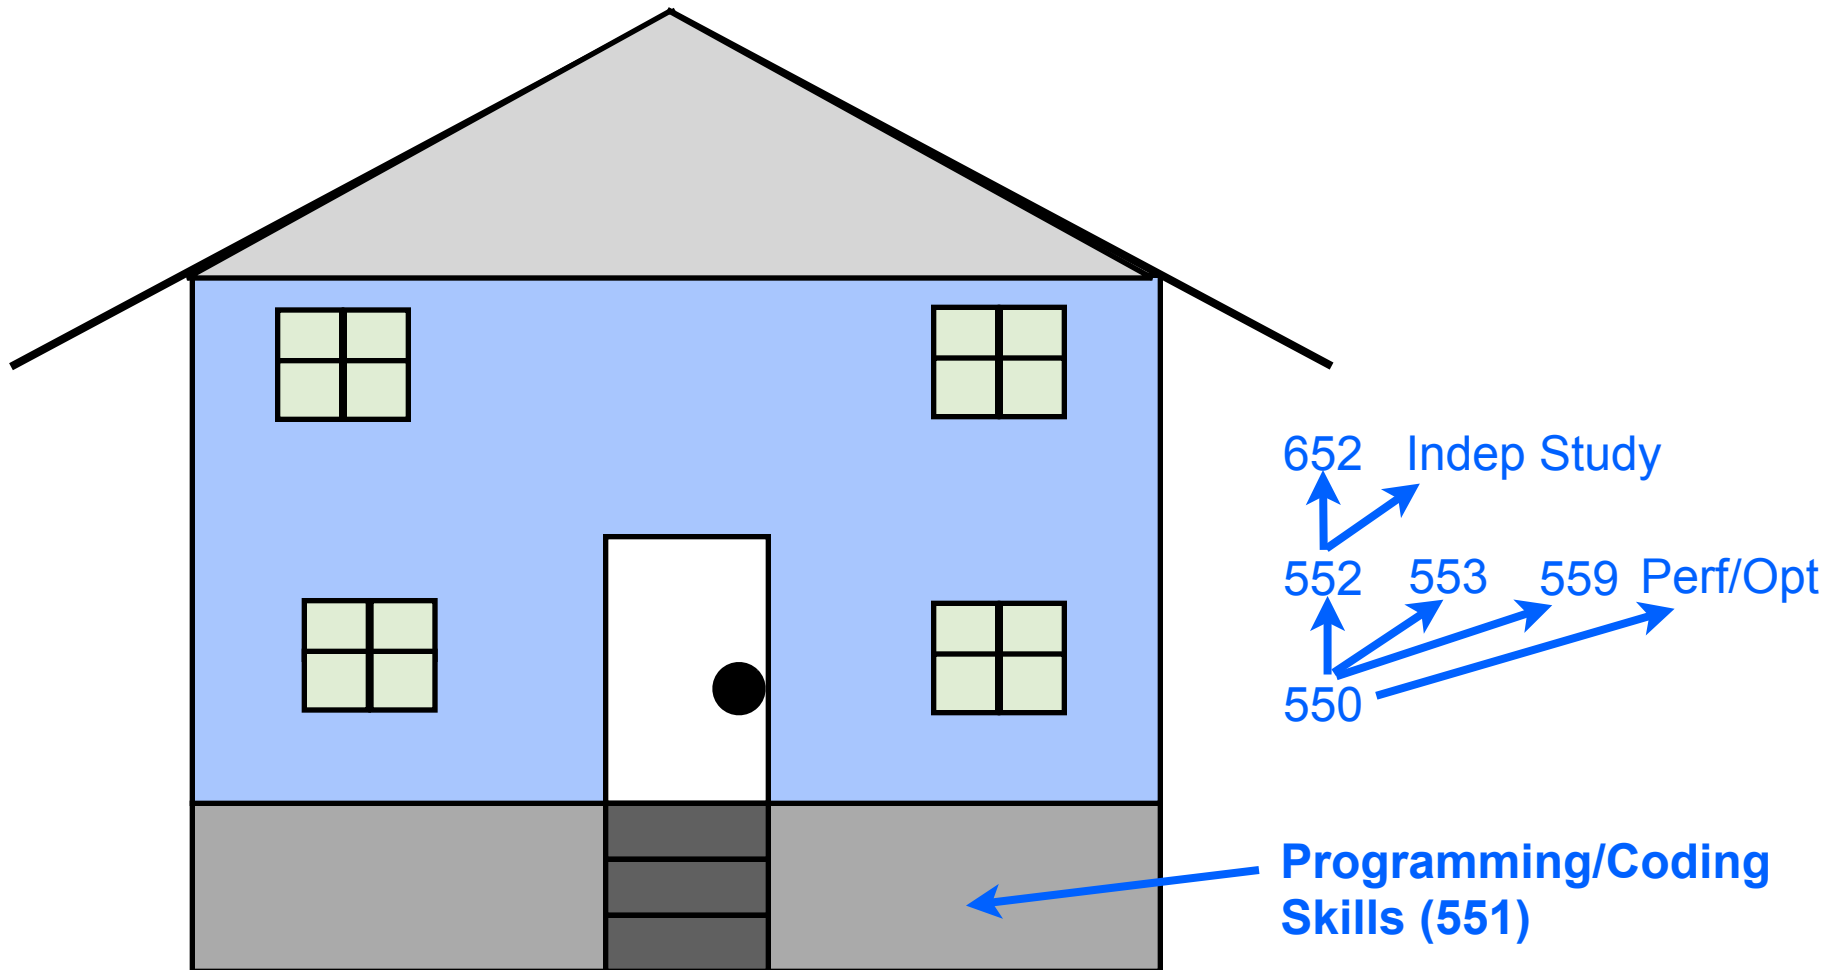 652 Indep Study
552 553 559 Perf/Opt
550
Programming/Coding
Skills (551)